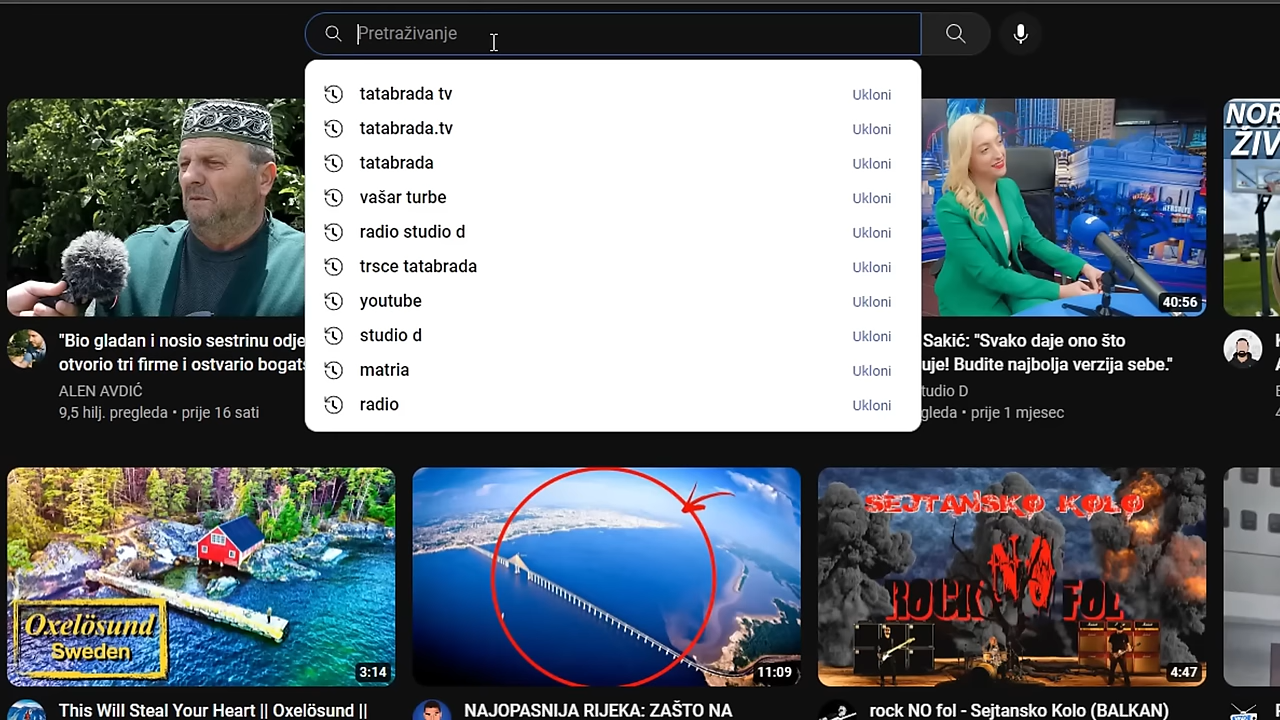 Pretraživanje
tatabrada tv
Ukloni
tatabrada.tv
Ukloni
tatabrada
Ukloni
vašar turbe
Ukloni
radio studio d
Ukloni
trsce tatabrada
Ukloni
youtube
Ukloni
studio d
Ukloni
matria
Ukloni
radio
Ukloni
40:56
"Bio gladan i nosio sestrinu odje
otvorio tri firme i ostvario bogats
ALEN AVDIĆ
9,5 hilj. pregleda • prije 16 sati
Sakić: "Svako daje ono što
uje! Budite najbolja verzija sebe."
tudio D
gleda • prije 1 mjesec
NOR
ŽIV
Oxelösund
Sweden
3:14
11:09
SEJTANSKO KOLO
ROCK NO FOL
4:47
This Will Steal Your Heart || Oxelösund ||
NAJOPASNIJA RIJEKA: ZAŠTO NA
rock NO fol - Sejtansko Kolo (BALKAN)